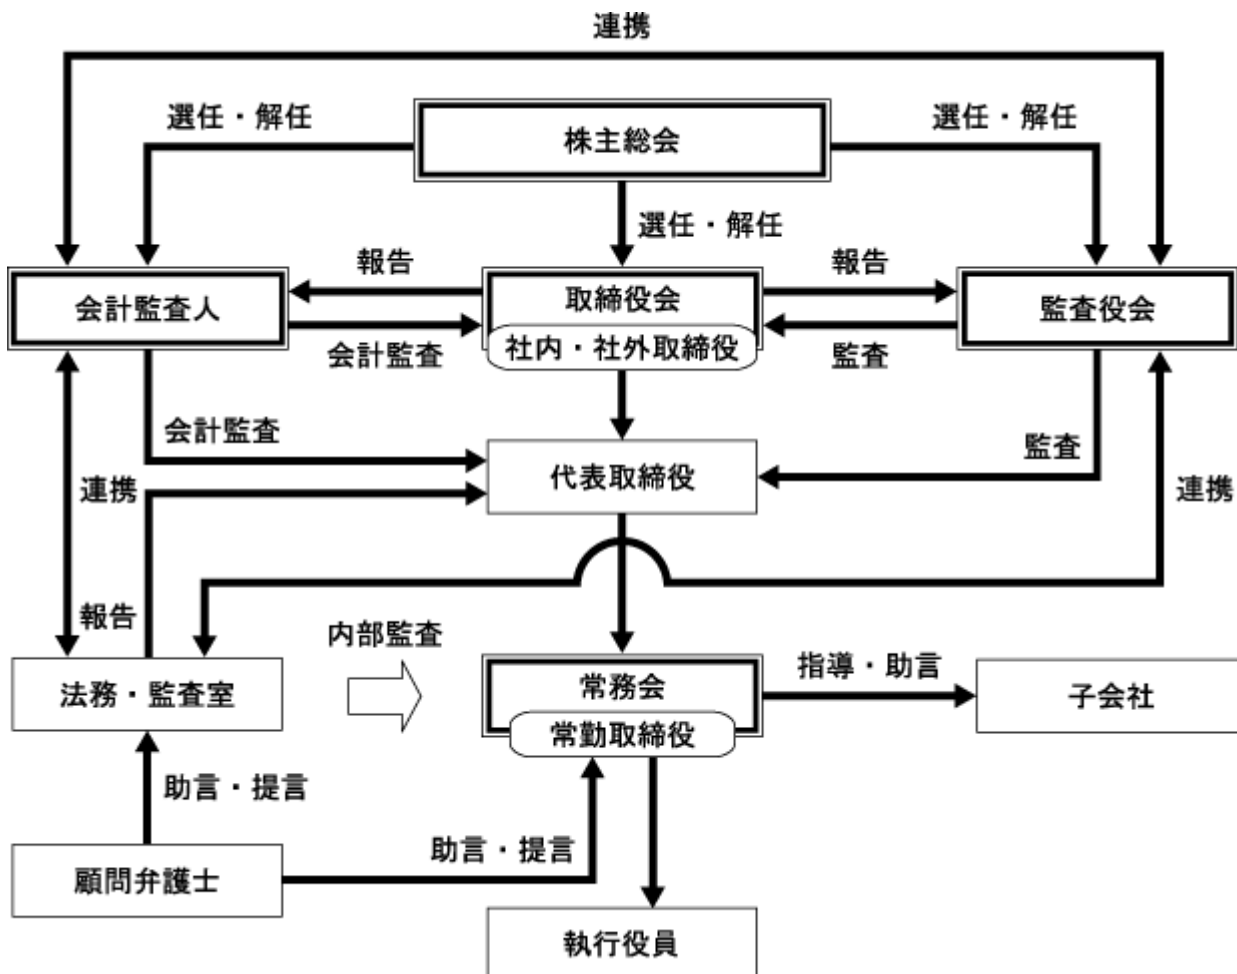 連携
選任・解任
株主総会
選任・解任
選任・解任
報告
報告
会計監査人
取締役会
監査役会
社内・社外取締役
会計監査
監査
会計監査
監査
代表取締役
連携
連携
報告
内部監査
指導・助言
法務・監査室
常務会
子会社
常勤取締役
助言・提言
助言・提言
顧問弁護士
執行役員